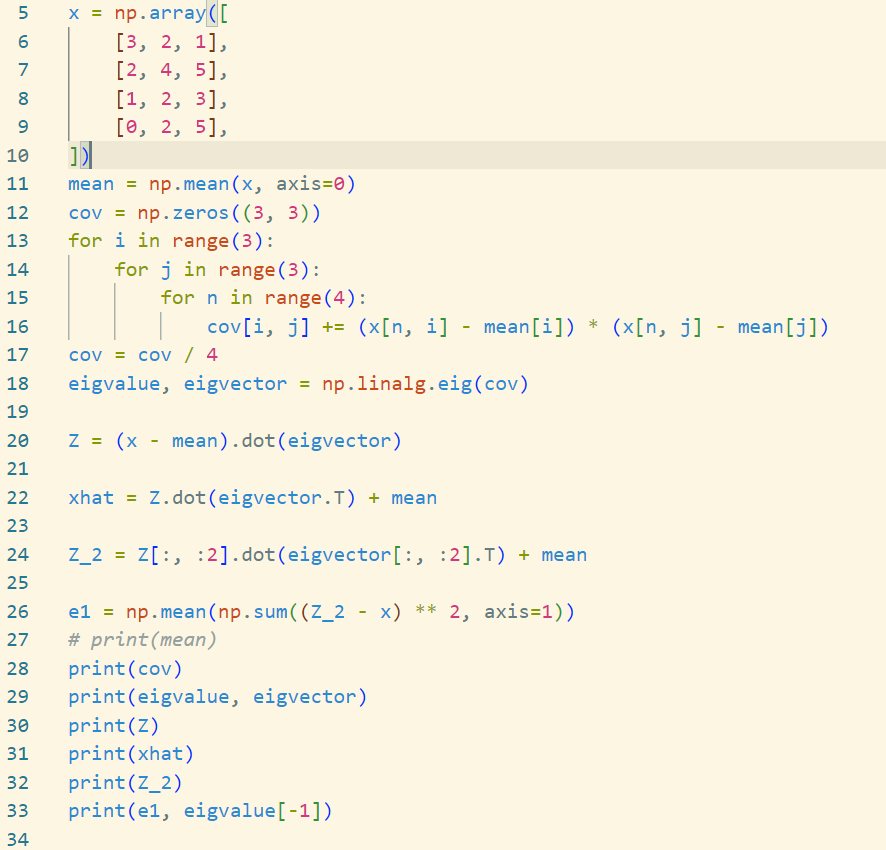 5 x = np.array([
6     [3, 2, 1],
7     [2, 4, 5],
8     [1, 2, 3],
9     [0, 2, 5],
10 ])
11 mean = np.mean(x, axis=0)
12 cov = np.zeros((3, 3))
13 for i in range(3):
14     for j in range(3):
15         for n in range(4):
16             cov[i, j] += (x[n, i] - mean[i]) * (x[n, j] - mean[j])
17 cov = cov / 4
18 eigvalue, eigvector = np.linalg.eig(cov)
19
20 Z = (x - mean).dot(eigvector)
21
22 xhat = Z.dot(eigvector.T) + mean
23
24 Z_2 = Z[:, :2].dot(eigvector[:, :2].T) + mean
25
26 e1 = np.mean(np.sum((Z_2 - x) ** 2, axis=1))
27 # print(mean)
28 print(cov)
29 print(eigvalue, eigvector)
30 print(Z)
31 print(xhat)
32 print(Z_2)
33 print(e1, eigvalue[-1])
34